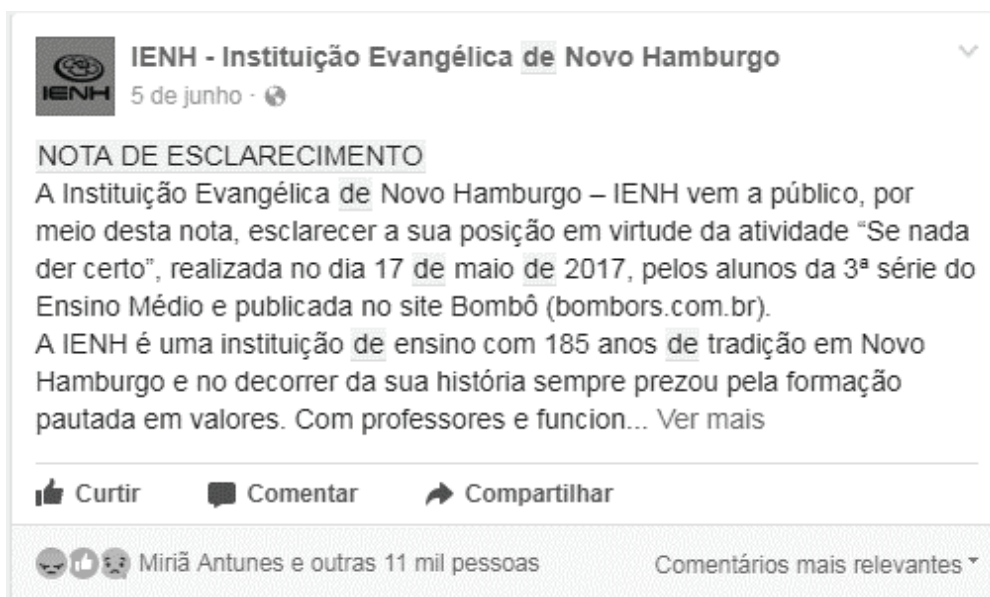 IENH - Instituição Evangélica de Novo Hamburgo
IENH
5 de junho ·
NOTA DE ESCLARECIMENTO
A Instituição Evangélica de Novo Hamburgo – IENH vem a público, por
meio desta nota, esclarecer a sua posição em virtude da atividade “Se nada
der certo”, realizada no dia 17 de maio de 2017, pelos alunos da 3ª série do
Ensino Médio e publicada no site Bombô (bombors.com.br).
A IENH é uma instituição de ensino com 185 anos de tradição em Novo
Hamburgo e no decorrer da sua história sempre prezou pela formação
pautada em valores. Com professores e funcion... Ver mais
Curtir Comentar Compartilhar
Miriã Antunes e outras 11 mil pessoas Comentários mais relevantes